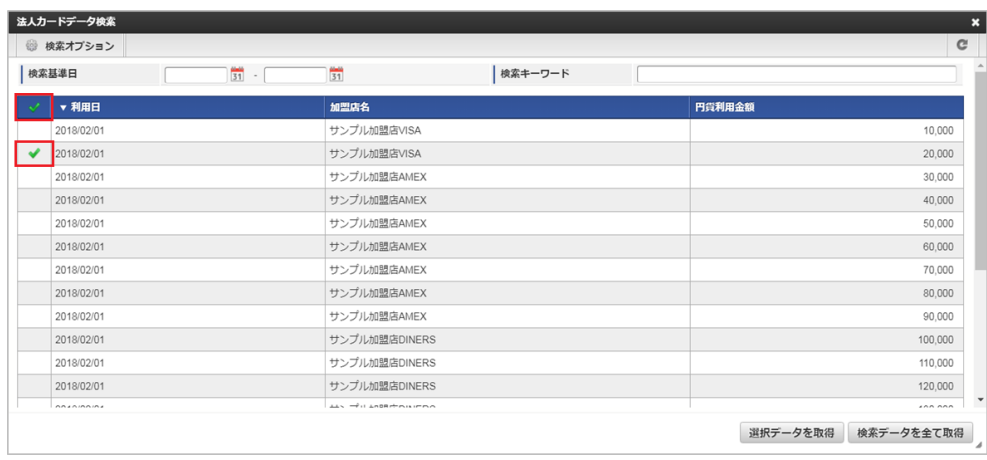 法人カードデータ検索
検索オプション
検索基準日 31 - 31 検索キーワード
▼ 利用日 加盟店名 円貨利用金額
2018/02/01 サンプル加盟店VISA 10,000
2018/02/01 サンプル加盟店VISA 20,000
2018/02/01 サンプル加盟店AMEX 30,000
2018/02/01 サンプル加盟店AMEX 40,000
2018/02/01 サンプル加盟店AMEX 50,000
2018/02/01 サンプル加盟店AMEX 60,000
2018/02/01 サンプル加盟店AMEX 70,000
2018/02/01 サンプル加盟店AMEX 80,000
2018/02/01 サンプル加盟店AMEX 90,000
2018/02/01 サンプル加盟店DINERS 100,000
2018/02/01 サンプル加盟店DINERS 110,000
2018/02/01 サンプル加盟店DINERS 120,000
選択データを取得 検索データを全て取得